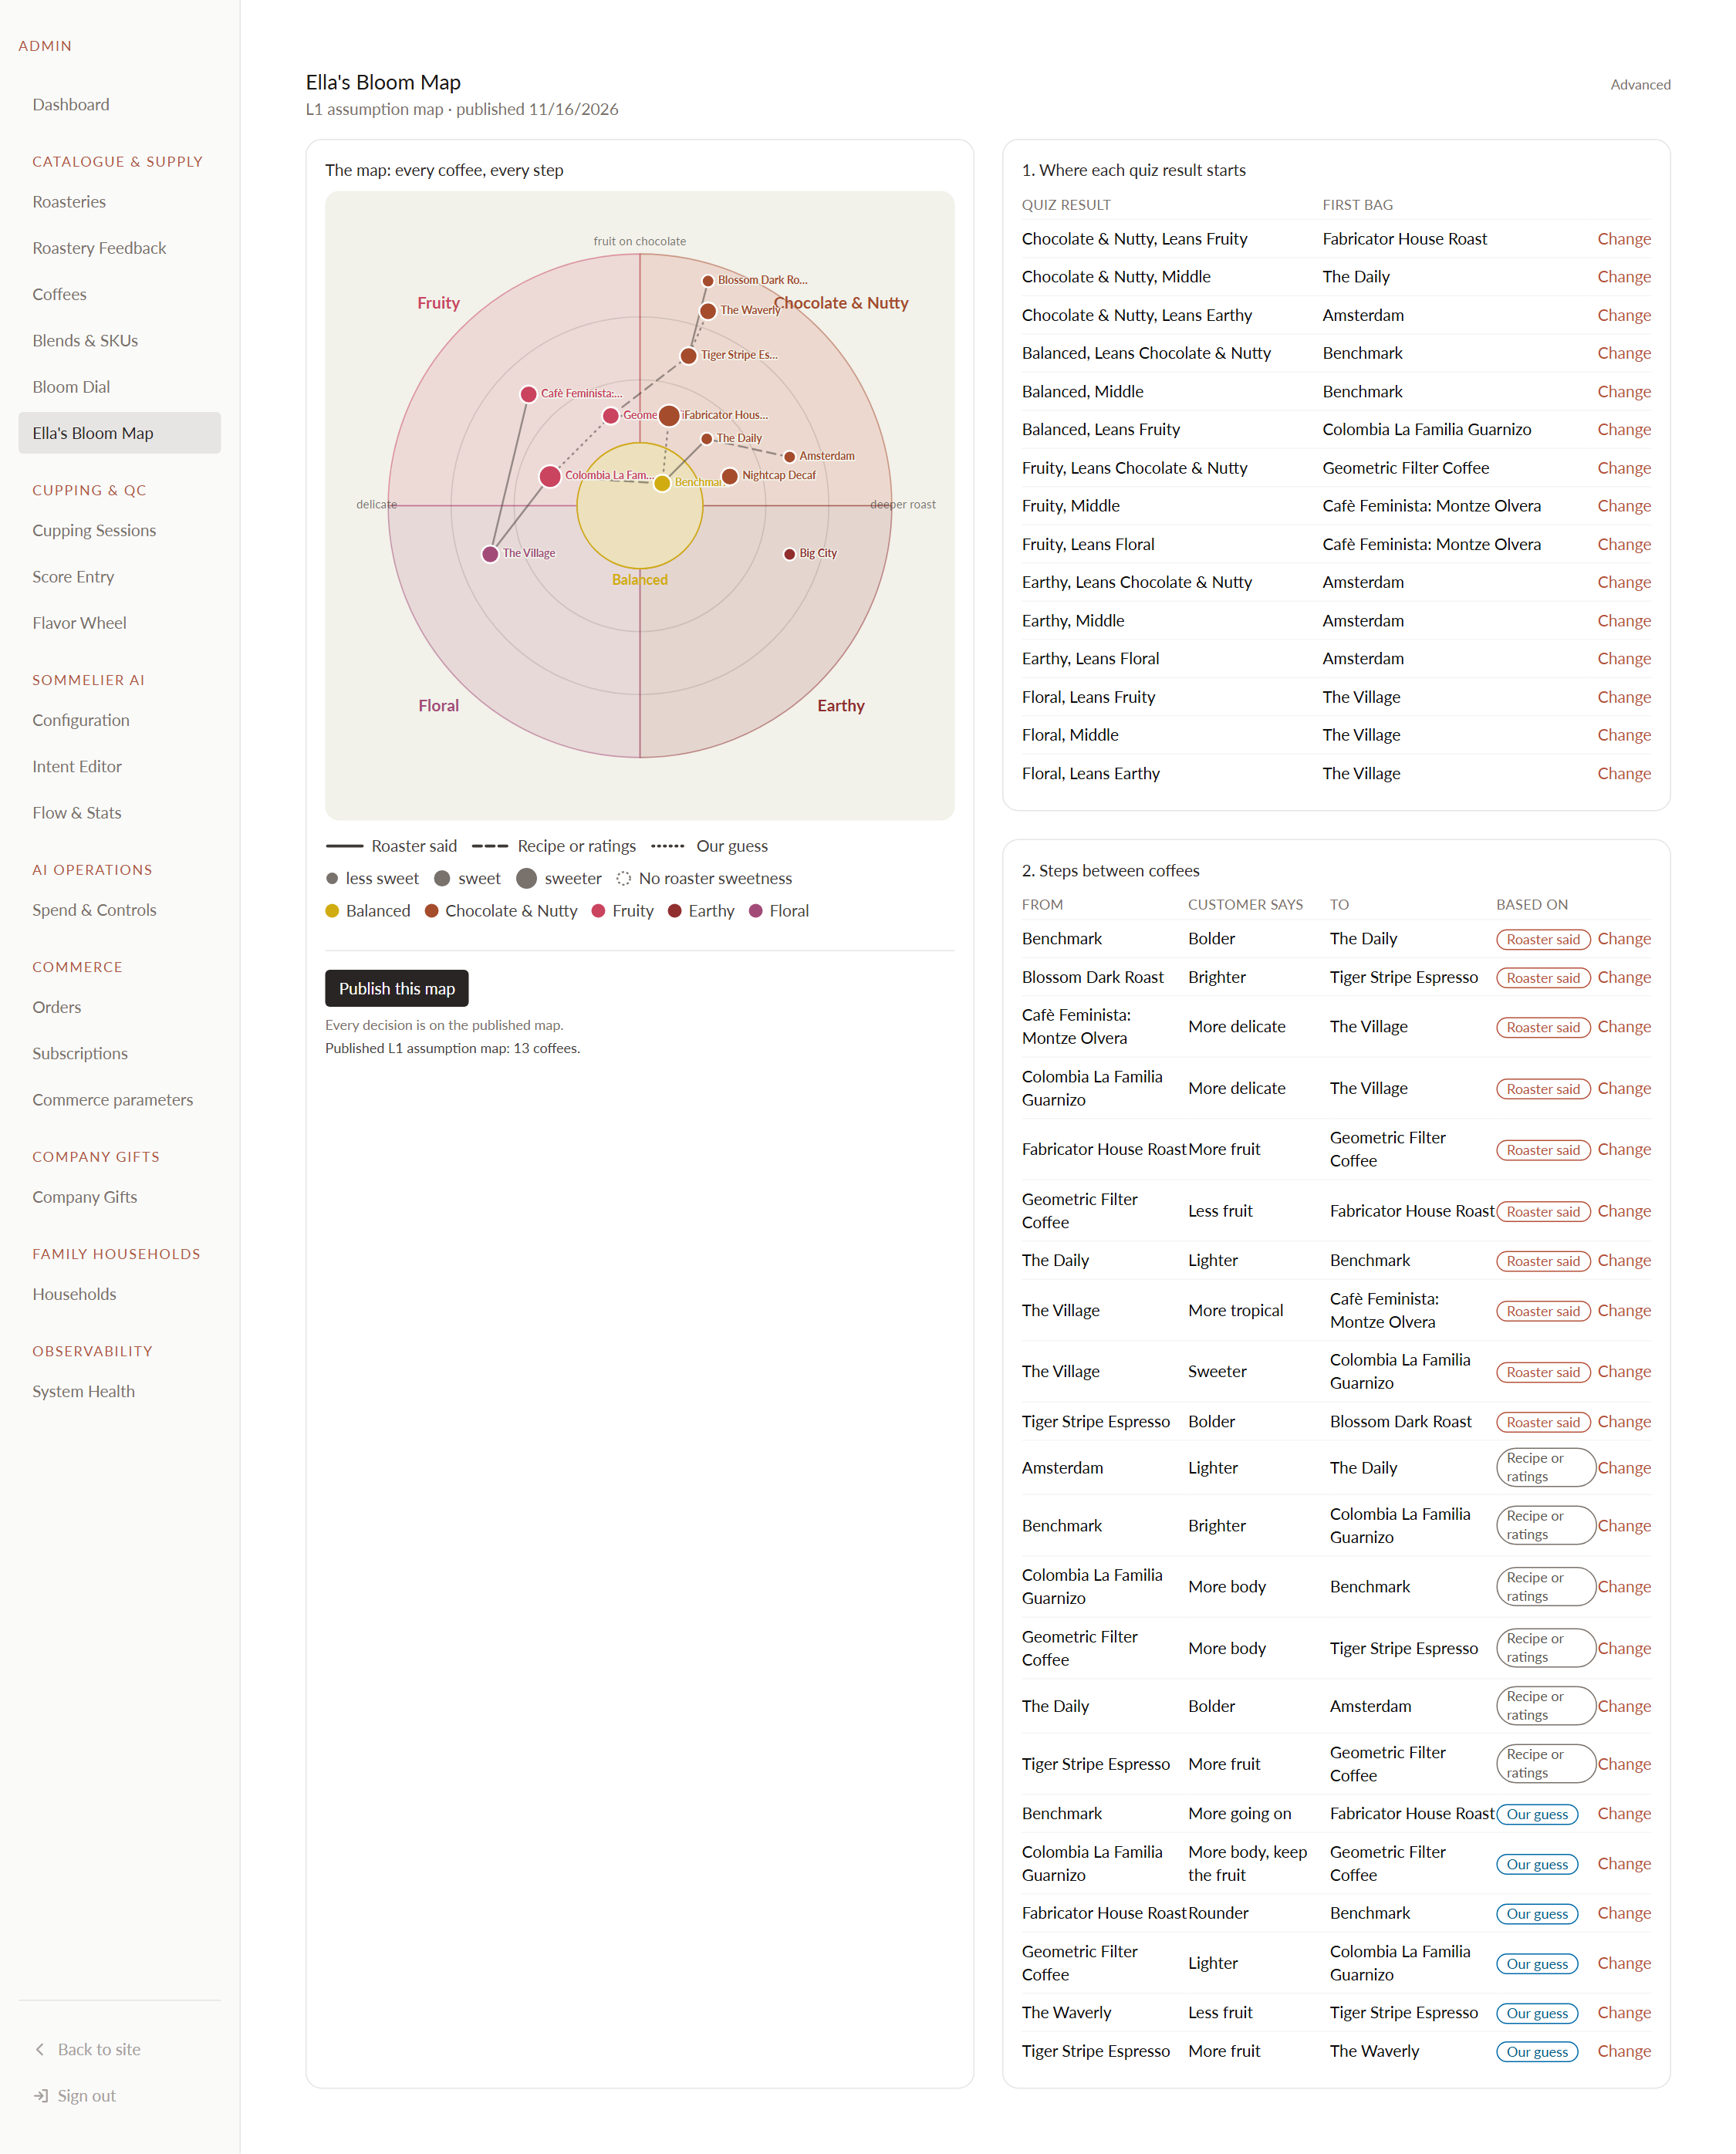 ADMIN
Dashboard
CATALOGUE & SUPPLY
Roasteries
Roastery Feedback
Coffees
Blends & SKUs
Bloom Dial
Ella's Bloom Map
CUPPING & QC
Cupping Sessions
Score Entry
Flavor Wheel
SOMMELIER AI
Configuration
Intent Editor
Flow & Stats
AI OPERATIONS
Spend & Controls
COMMERCE
Orders
Subscriptions
Commerce parameters
COMPANY GIFTS
Company Gifts
FAMILY HOUSEHOLDS
Households
OBSERVABILITY
System Health
Back to site
Sign out
Ella's Bloom Map
L1 assumption map · published 11/16/2026
Advanced
The map: every coffee, every step
fruit on chocolate
Blossom Dark Ro...
Fruity
Chocolate & Nutty
The Waverly
Tiger Stripe Es...
Cafè Feminista:...
Geome
Fabricator Hous...
The Daily
Amsterdam
Colombia La Fam...
Benchmar
Nightcap Decaf
delicate
deeper roast
The Village
Big City
Balanced
Floral
Earthy
Roaster said
Recipe or ratings
Our guess
less sweet
sweet
sweeter
No roaster sweetness
Balanced
Chocolate & Nutty
Fruity
Earthy
Floral
Publish this map
Every decision is on the published map.
Published L1 assumption map: 13 coffees.
1. Where each quiz result starts
QUIZ RESULT FIRST BAG
Chocolate & Nutty, Leans Fruity Fabricator House Roast Change
Chocolate & Nutty, Middle The Daily Change
Chocolate & Nutty, Leans Earthy Amsterdam Change
Balanced, Leans Chocolate & Nutty Benchmark Change
Balanced, Middle Benchmark Change
Balanced, Leans Fruity Colombia La Familia Guarnizo Change
Fruity, Leans Chocolate & Nutty Geometric Filter Coffee Change
Fruity, Middle Cafè Feminista: Montze Olvera Change
Fruity, Leans Floral Cafè Feminista: Montze Olvera Change
Earthy, Leans Chocolate & Nutty Amsterdam Change
Earthy, Middle Amsterdam Change
Earthy, Leans Floral Amsterdam Change
Floral, Leans Fruity The Village Change
Floral, Middle The Village Change
Floral, Leans Earthy The Village Change
2. Steps between coffees
FROM CUSTOMER SAYS TO BASED ON
Benchmark Bolder The Daily Roaster said Change
Blossom Dark Roast Brighter Tiger Stripe Espresso Roaster said Change
Cafè Feminista:
Montze Olvera More delicate The Village Roaster said Change
Colombia La Familia
Guarnizo More delicate The Village Roaster said Change
Fabricator House Roast More fruit Geometric Filter
Coffee Roaster said Change
Geometric Filter
Coffee Less fruit Fabricator House Roast Roaster said Change
The Daily Lighter Benchmark Roaster said Change
The Village More tropical Cafè Feminista:
Montze Olvera Roaster said Change
The Village Sweeter Colombia La Familia
Guarnizo Roaster said Change
Tiger Stripe Espresso Bolder Blossom Dark Roast Roaster said Change
Amsterdam Lighter The Daily Recipe or
ratings Change
Benchmark Brighter Colombia La Familia
Guarnizo Recipe or
ratings Change
Colombia La Familia
Guarnizo More body Benchmark Recipe or
ratings Change
Geometric Filter
Coffee More body Tiger Stripe Espresso Recipe or
ratings Change
The Daily Bolder Amsterdam Recipe or
ratings Change
Tiger Stripe Espresso More fruit Geometric Filter
Coffee Recipe or
ratings Change
Benchmark More going on Fabricator House Roast Our guess Change
Colombia La Familia
Guarnizo More body, keep
the fruit Geometric Filter
Coffee Our guess Change
Fabricator House Roast Rounder Benchmark Our guess Change
Geometric Filter
Coffee Lighter Colombia La Familia
Guarnizo Our guess Change
The Waverly Less fruit Tiger Stripe Espresso Our guess Change
Tiger Stripe Espresso More fruit The Waverly Our guess Change